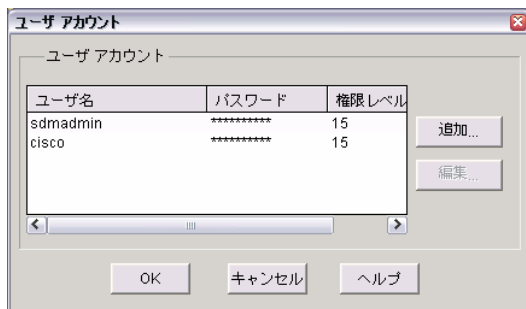 ユーザ アカウント
ユーザ アカウント
ユーザ名 パスワード 権限レベル
sdmadmin ********** 15
cisco ********** 15
追加...
編集...
OK キャンセル ヘルプ